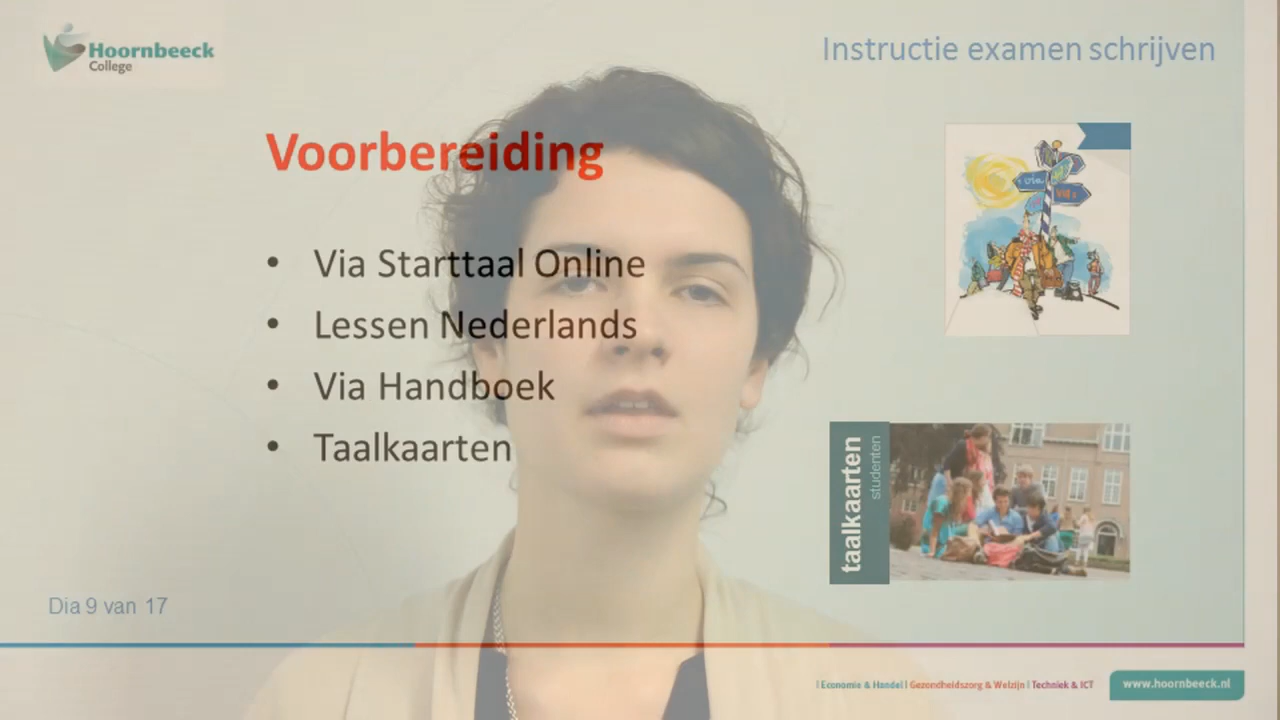 Hoornbeeck
College
Instructie examen schrijven
Voorbereiding
• Via Starttaal Online
• Lessen Nederlands
• Via Handboek
• Taalkaarten
taalkaarten
studenten
Dia 9 van 17
| Economie & Handel | Gezondheidszorg & Welzijn | Techniek & ICT
www.hoornbeeck.nl